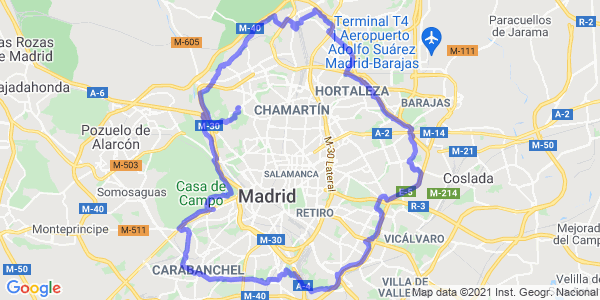 Paracuellos
de Jarama
R-2
Terminal T4
Aeropuerto
Adolfo Suárez
Madrid-Barajas
M-40
M-605
as Rozas
de Madrid
M-111
HORTALEZA
ajadahonda
A-6
BARAJAS
CHAMARTÍN
A-2
M-30
Pozuelo de
Alarcón
A-2
M-14
M-50
M-21
M-30 Lateral
M-503
SALAMANCA
Coslada
Somosaguas
Casa de
Campo
M-214
Madrid
R-3
M-40
RETIRO
Monteprincipe
M-511
Mejorada
del Campo
M-30
VICÁLVARO
M-50
CARABANCHEL
A-4
VILLA DE
VALLE
Velilla de
M-40
Google
Map data ©2021 Inst. Geogr. Nacional